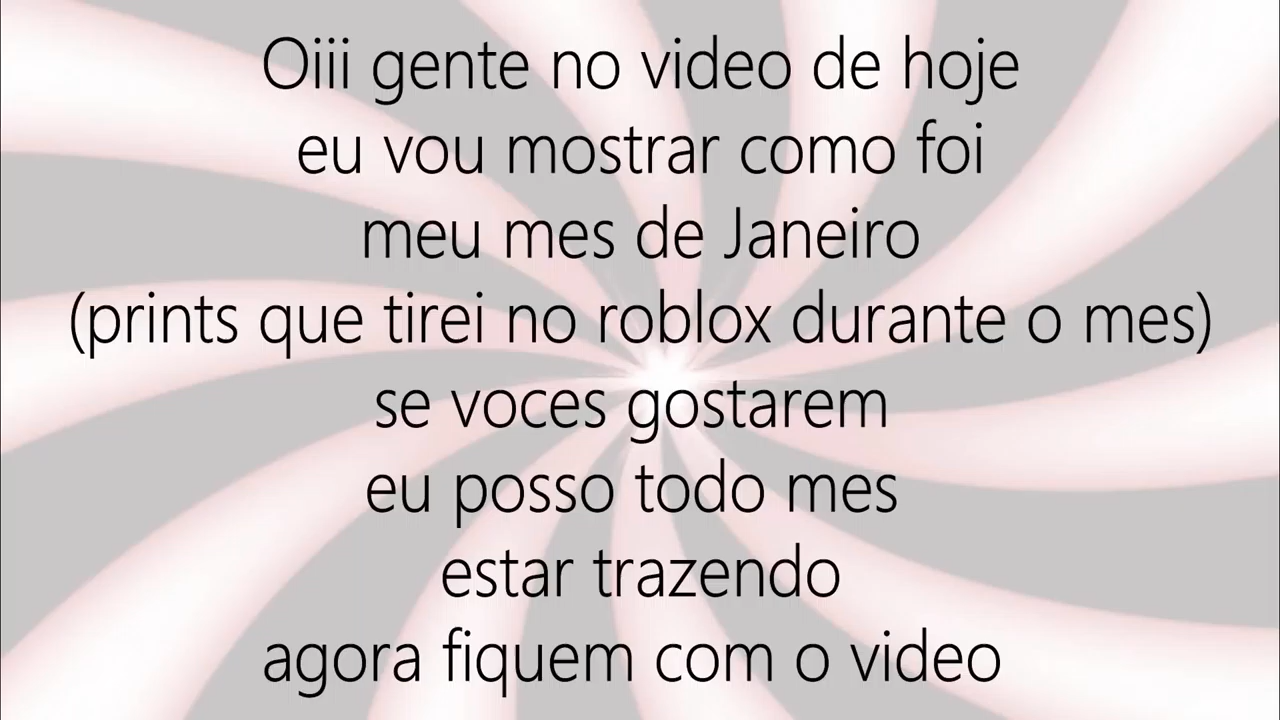 Oiii gente no video de hoje
eu vou mostrar como foi
meu mes de Janeiro
(prints que tirei no roblox durante o mes)
se voces gostarem
eu posso todo mes
estar trazendo
agora fiquem com o video